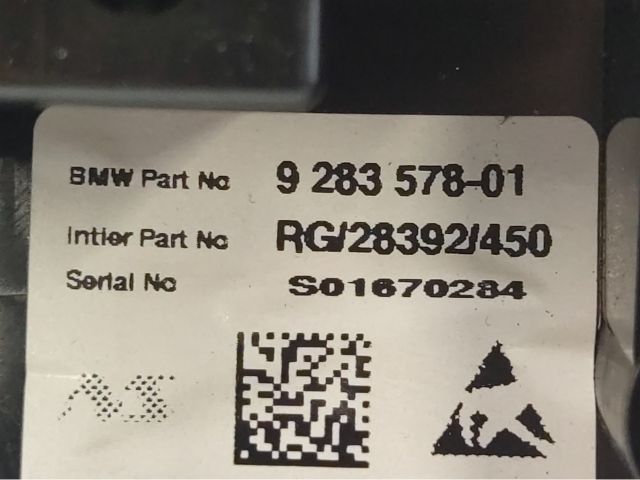 BMW Part No 9 283 578-01
Intier Part No RG/28392/450
Serial No S01670284